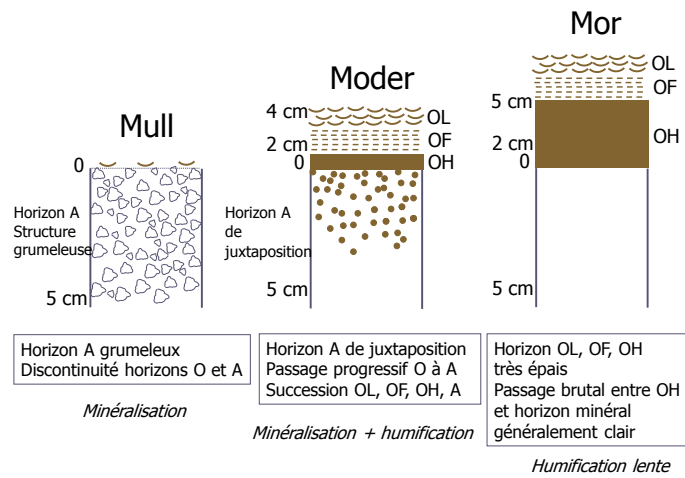 Mull
0
Horizon A
Structure
grumeleuse
5 cm
Horizon A grumeleux
Discontinuité horizons O et A
Minéralisation
Moder
4 cm
OL
OF
2 cm
0
OH
Horizon A
de
juxtaposition
5 cm
Horizon A de juxtaposition
Passage progressif O à A
Succession OL, OF, OH, A
Minéralisation + humification
Mor
OL
OF
5 cm
OH
2 cm
0
5 cm
Horizon OL, OF, OH
très épais
Passage brutal entre OH
et horizon minéral
généralement clair
Humification lente